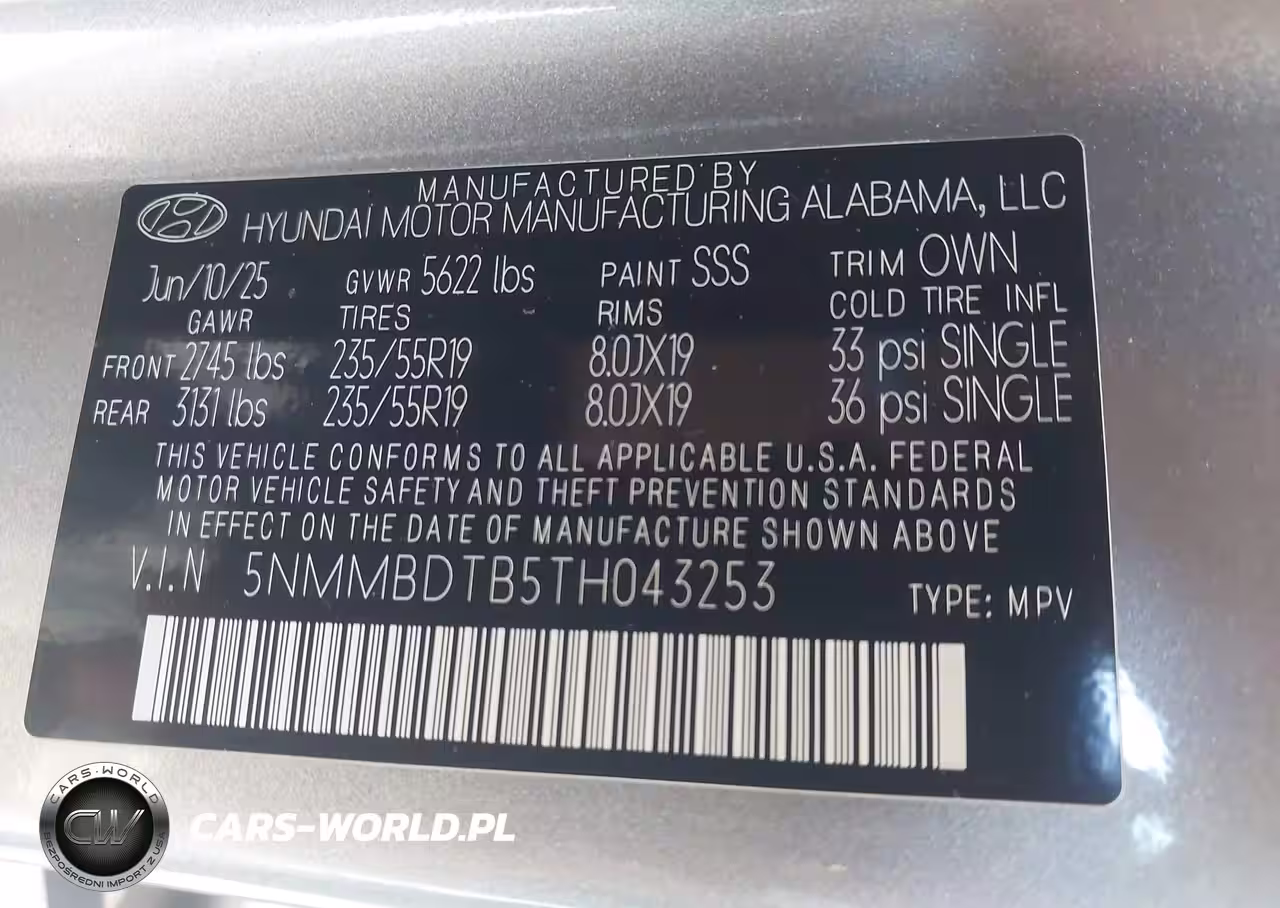 MANUFACTURED BY
HYUNDAI MOTOR MANUFACTURING ALABAMA, LLC
Jun/10/25 GVWR 5622 lbs PAINT SSS TRIM OWN
GAWR TIRES RIMS COLD TIRE INFL
FRONT 2745 lbs 235/55R19 8.0JX19 33 psi SINGLE
REAR 3131 lbs 235/55R19 8.0JX19 36 psi SINGLE
THIS VEHICLE CONFORMS TO ALL APPLICABLE U.S.A. FEDERAL
MOTOR VEHICLE SAFETY AND THEFT PREVENTION STANDARDS
IN EFFECT ON THE DATE OF MANUFACTURE SHOWN ABOVE
V.I.N 5NMMBDTB5TH043253 TYPE: MPV
CARS-WORLD
CW
BEZPOŚREDNI IMPORT Z USA
CARS-WORLD.PL